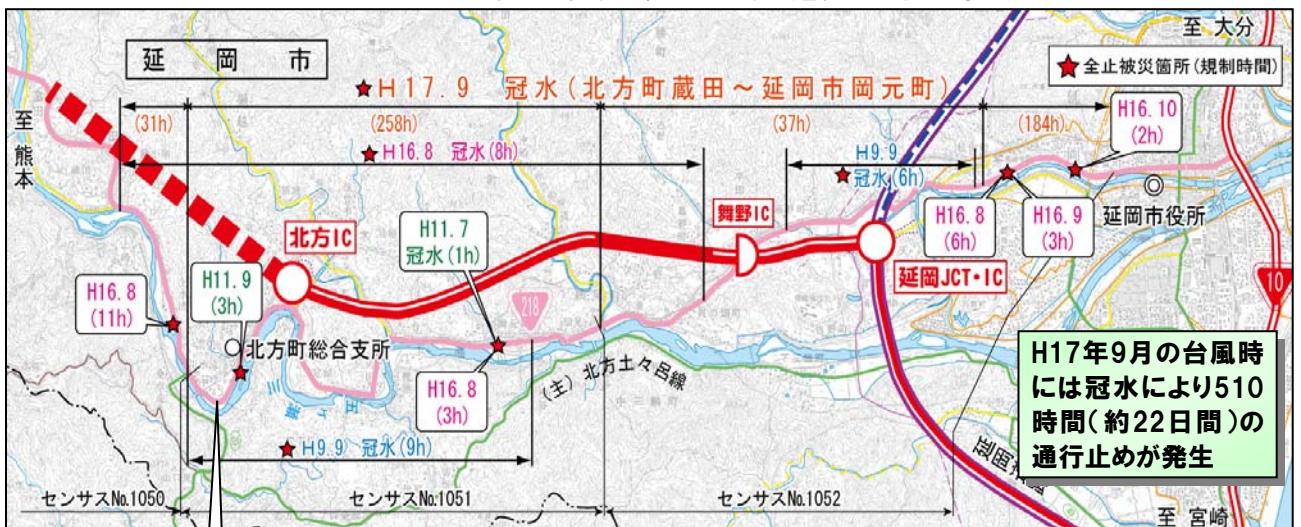 延岡市
至 大分
★全止被災箇所(規制時間)
★H17.9 冠水(北方町蔵田~延岡市岡元町)
(31h)
(258h)
(37h)
(184h)
至熊本
★H16.8 冠水(8h)
H9.9
★冠水(6h)
H16.10
(2h)
舞野IC
北方IC
H11.7
冠水(1h)
H16.8
(6h)
H16.9
(3h)
延岡市役所
延岡JCT・IC
10
H16.8
(11h)
H11.9
(3h)
218
北方町総合支所
H16.8
(3h)
(主)北方土々呂線
H17年9月の台風時
には冠水により510
時間(約22日間)の
通行止めが発生
★H9.9 冠水(9h)
センサスNo.1050
センサスNo.1051
センサスNo.1052
至 宮崎